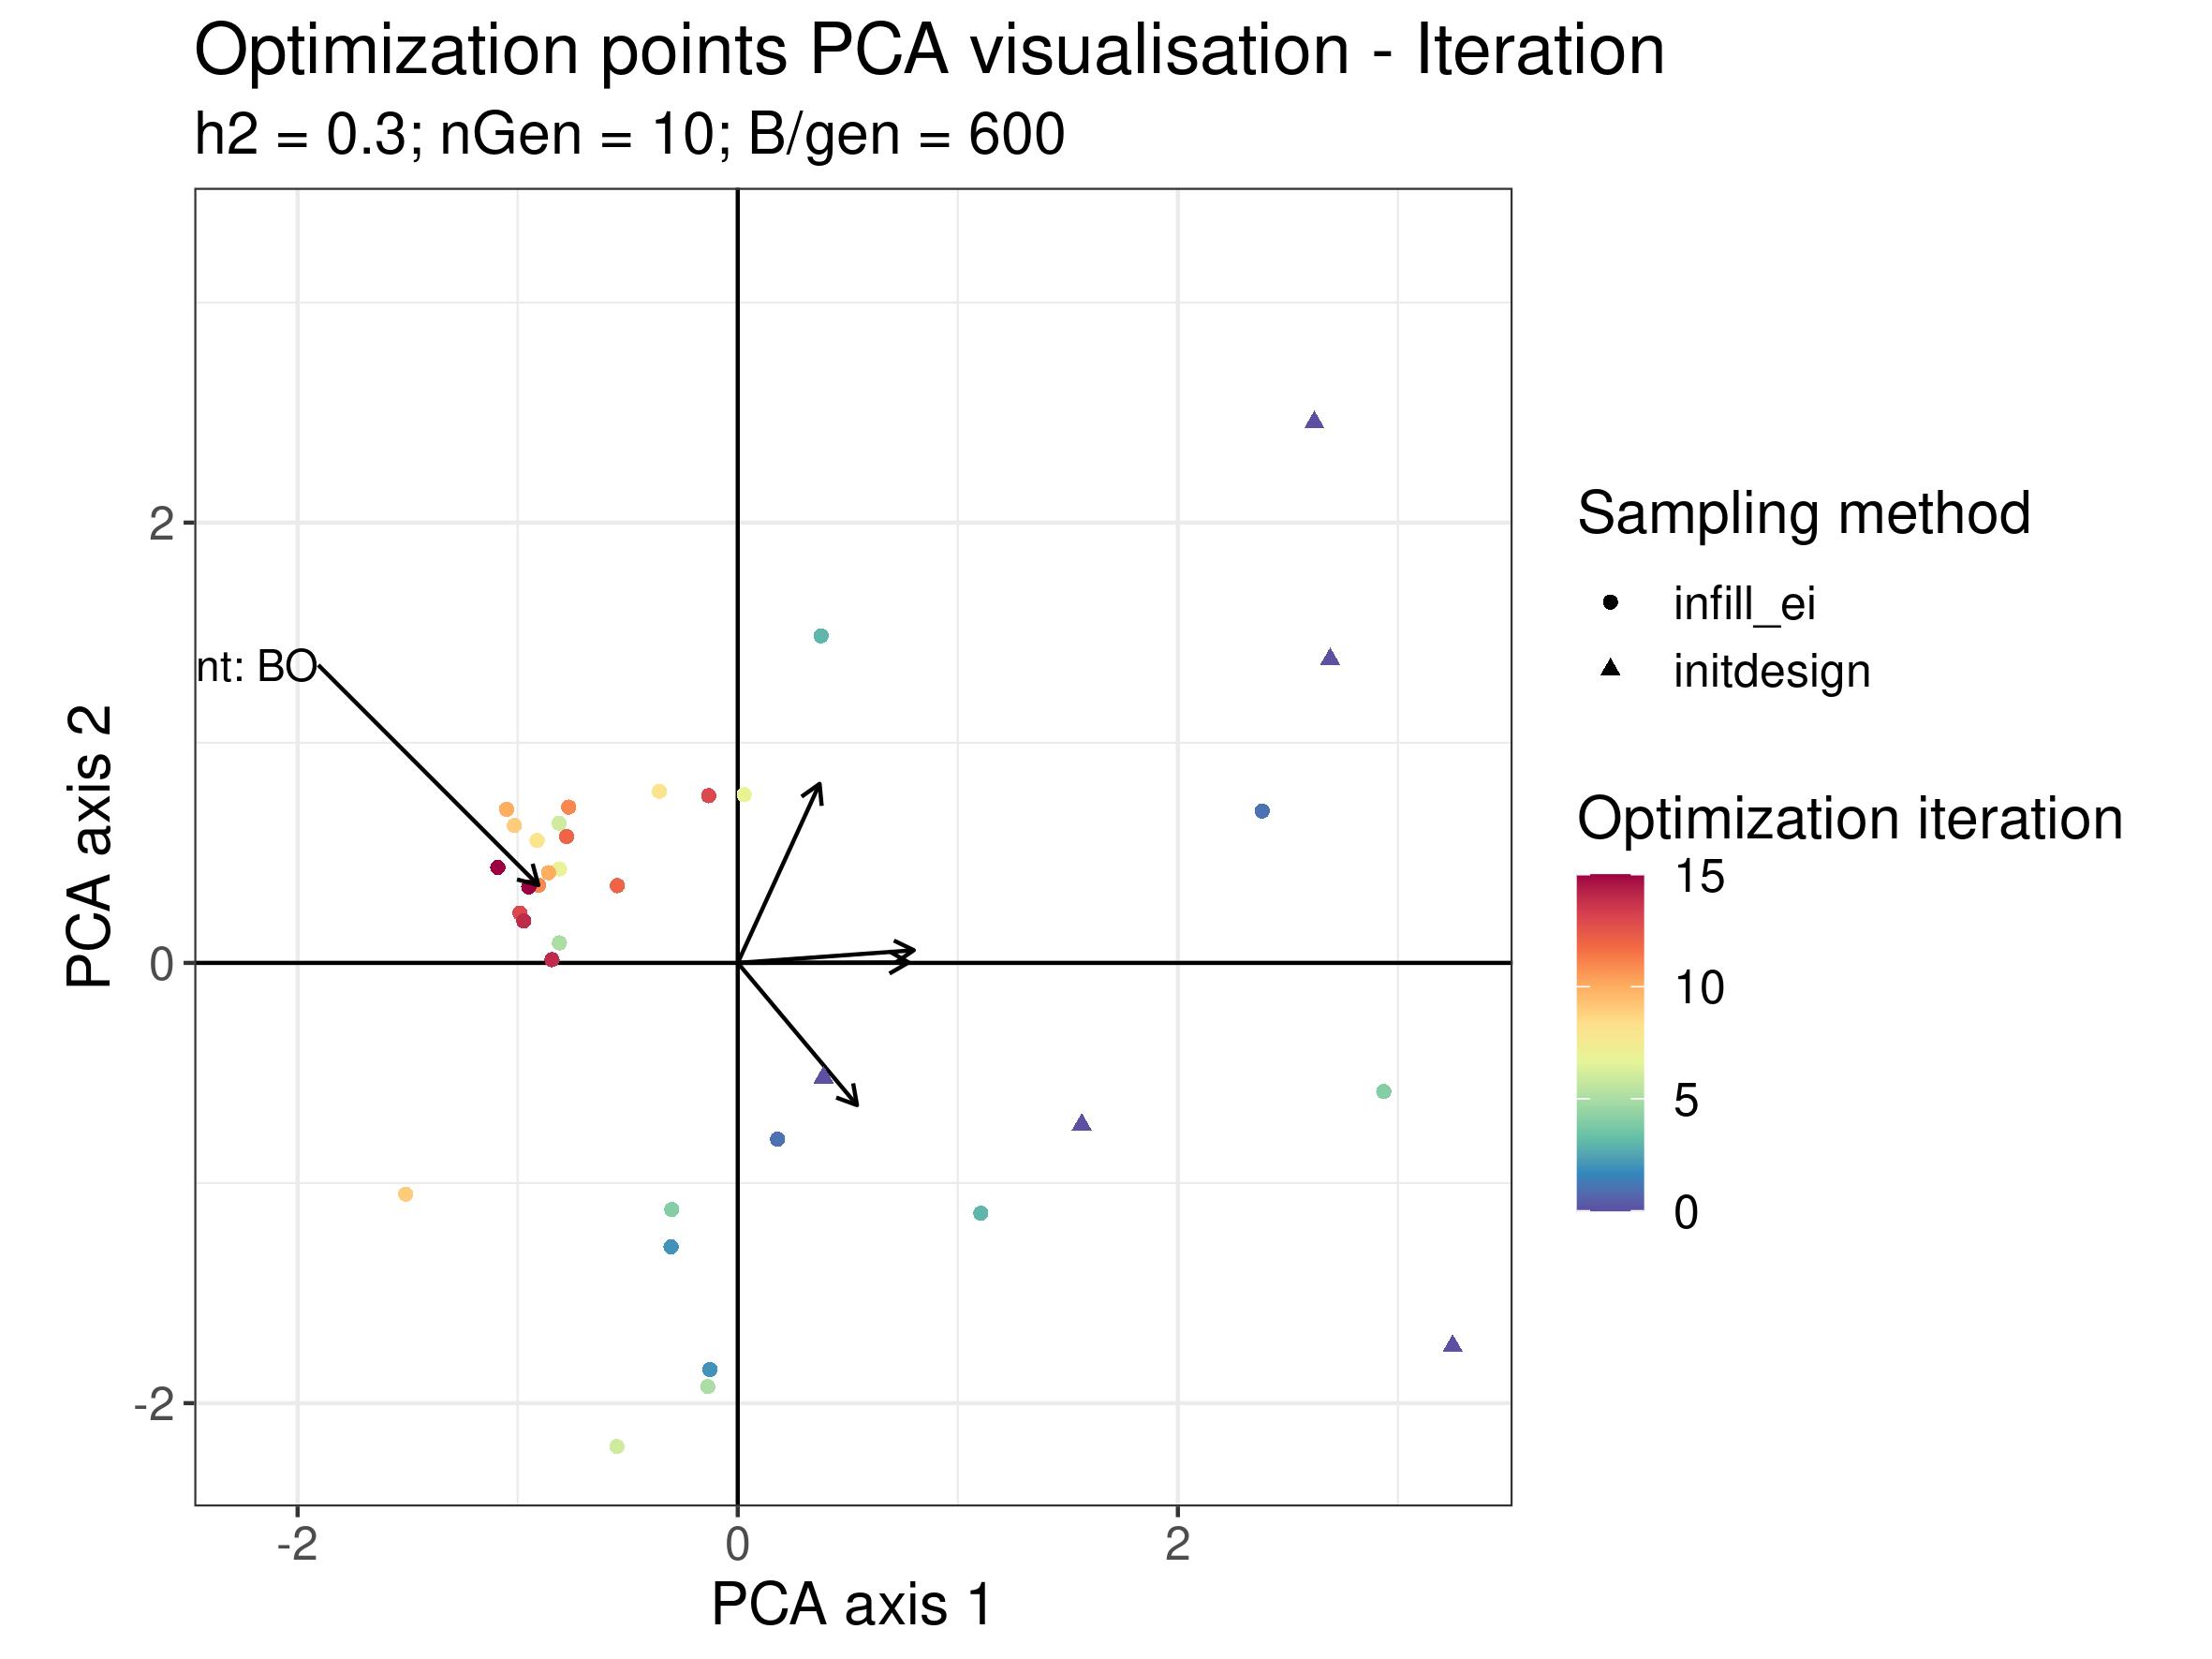 Optimization points PCA visualisation - Iteration
h2 = 0.3; nGen = 10; B/gen = 600
PCA axis 2
2
0
-2
nt: BO
-2
0
2
PCA axis 1
Sampling method
infill_ei
initdesign
Optimization iteration
15
10
5
0